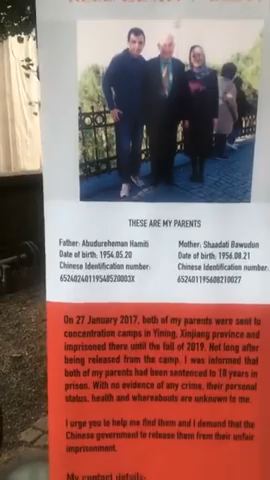 THESE ARE MY PARENTS
Father: Abudureheman Hamiti
Date of birth: 1954.05.20
Chinese Identification number:
Mother: Shaadati Bawudun
Date of birth: 1956.08.21
Chinese Identification number:
652401195608210027
On 27 January 2017, both of my parents were sent to
concentration camps in Yining, Xinjiang province and
imprisoned there until the fall of 2019. Not long after
being released from the camp. I was informed that
both of my parents had been sentenced to 18 years in
prison. With no evidence of any crime, their personal
status, health and whereabouts are unknown to me.
I urge you to help me find them and I demand that the
Chinese government to release them from their unfair
imprisonment.
My contact details: